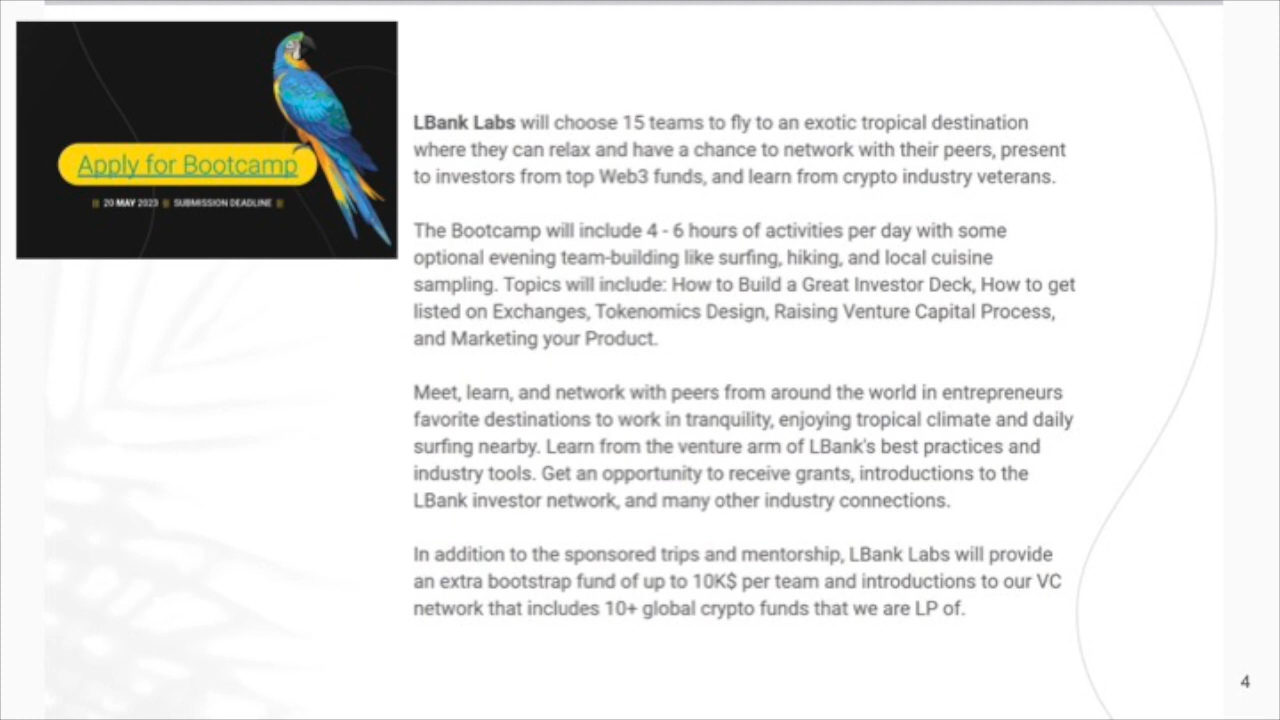 Apply for Bootcamp
20 MAY 2023 SUBMISSION DEADLINE
LBank Labs will choose 15 teams to fly to an exotic tropical destination
where they can relax and have a chance to network with their peers, present
to investors from top Web3 funds, and learn from crypto industry veterans.
The Bootcamp will include 4 - 6 hours of activities per day with some
optional evening team-building like surfing, hiking, and local cuisine
sampling. Topics will include: How to Build a Great Investor Deck, How to get
listed on Exchanges, Tokenomics Design, Raising Venture Capital Process,
and Marketing your Product.
Meet, learn, and network with peers from around the world in entrepreneurs
favorite destinations to work in tranquility, enjoying tropical climate and daily
surfing nearby. Learn from the venture arm of LBank's best practices and
industry tools. Get an opportunity to receive grants, introductions to the
LBank investor network, and many other industry connections.
In addition to the sponsored trips and mentorship, LBank Labs will provide
an extra bootstrap fund of up to 10K$ per team and introductions to our VC
network that includes 10+ global crypto funds that we are LP of.
4